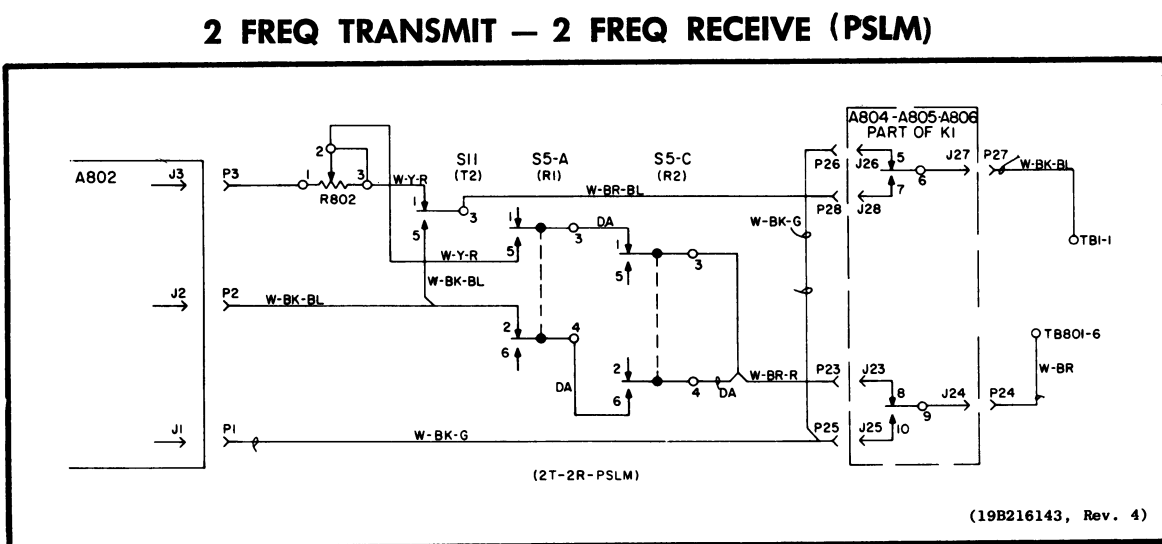 2 FREQ TRANSMIT — 2 FREQ RECEIVE (PSLM)
A804-A805-A806
PART OF K1
A802
J3
P3
1
2
3
R802
W-Y-R
S11
(T2)
S5-A
(R1)
S5-C
(R2)
W-BR-BL
P26
J26
5
J27
P27
W-BK-BL
6
7
P28
J28
1
3
5
W-BK-G
1
3
DA
5
W-Y-R
1
3
5
TB1-1
W-BK-BL
J2
P2
W-BK-BL
2
4
6
TB801-6
W-BR
DA
2
4
DA
6
W-BR-R
P23
J23
8
J24
P24
9
10
J1
P1
W-BK-G
P25
J25
(2T-2R-PSLM)
(19B216143, Rev. 4)